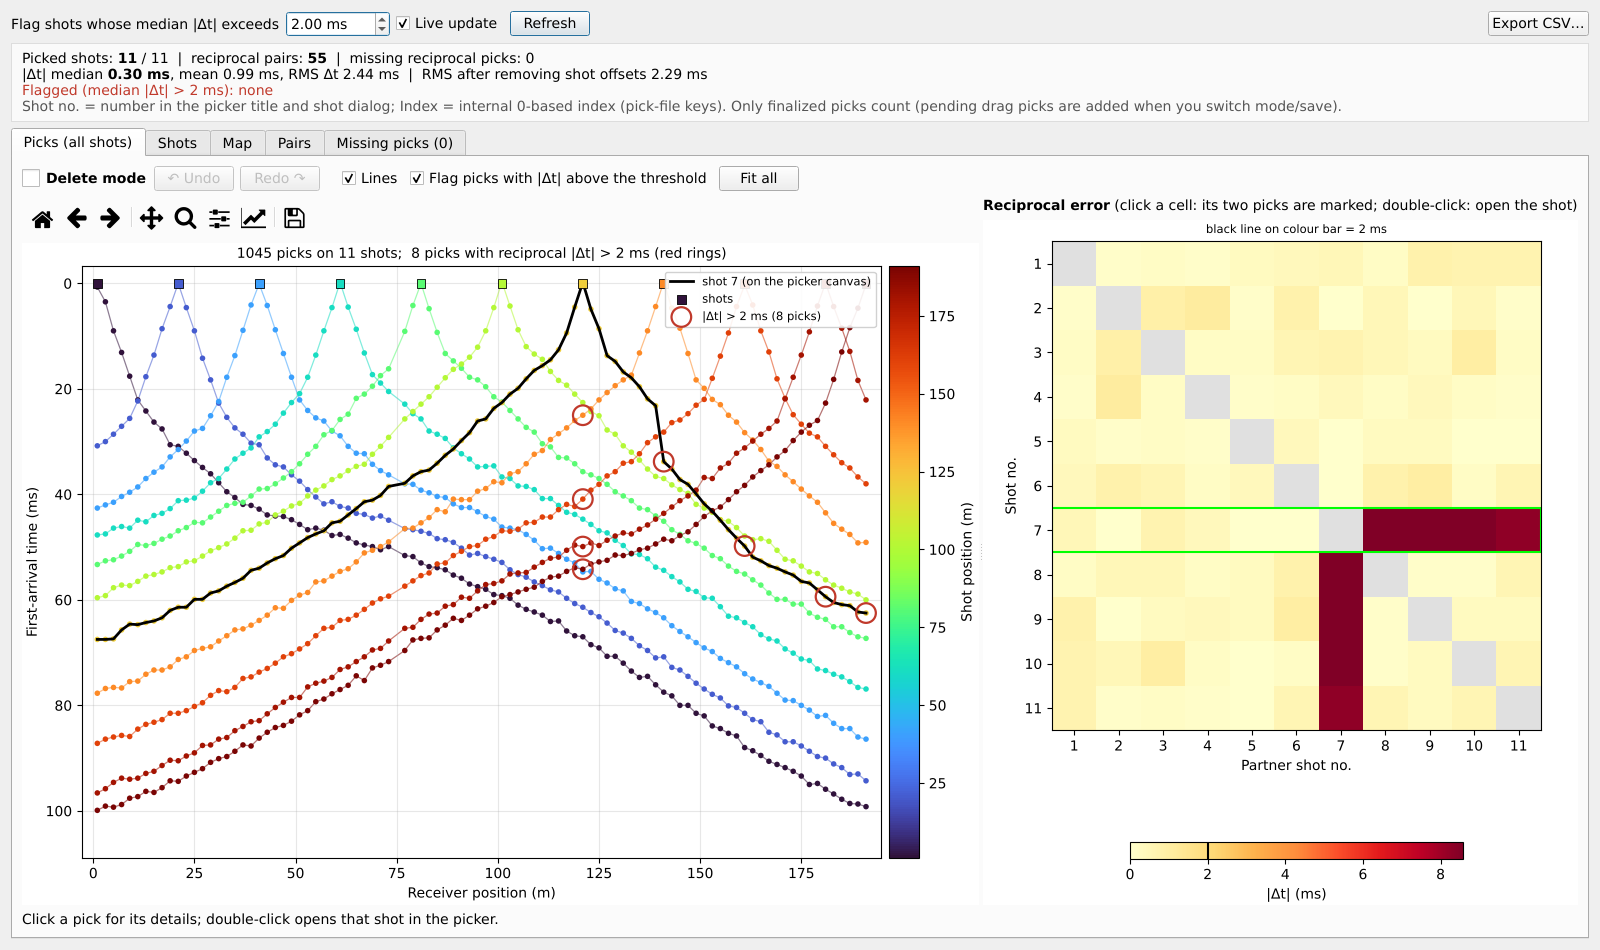 Flag shots whose median |Δt| exceeds 2.00 ms Live update Refresh Export CSV...
Picked shots: 11 / 11 | reciprocal pairs: 55 | missing reciprocal picks: 0
|Δt| median 0.30 ms, mean 0.99 ms, RMS Δt 2.44 ms | RMS after removing shot offsets 2.29 ms
Flagged (median |Δt| > 2 ms): none
Shot no. = number in the picker title and shot dialog; Index = internal 0-based index (pick-file keys). Only finalized picks count (pending drag picks are added when you switch mode/save).
Picks (all shots) Shots Map Pairs Missing picks (0)
Delete mode ↶ Undo Redo ↷ Lines Flag picks with |Δt| above the threshold Fit all
1045 picks on 11 shots; 8 picks with reciprocal |Δt| > 2 ms (red rings)
shot 7 (on the picker canvas)
shots
|Δt| > 2 ms (8 picks)
0
20
40
60
80
100
First-arrival time (ms)
0 25 50 75 100 125 150 175
Receiver position (m)
175
150
125
100
75
50
25
Shot position (m)
Click a pick for its details; double-click opens that shot in the picker.
Reciprocal error (click a cell: its two picks are marked; double-click: open the shot)
black line on colour bar = 2 ms
1
2
3
4
5
6
7
8
9
10
11
Shot no.
1 2 3 4 5 6 7 8 9 10 11
Partner shot no.
0 2 4 6 8
|Δt| (ms)